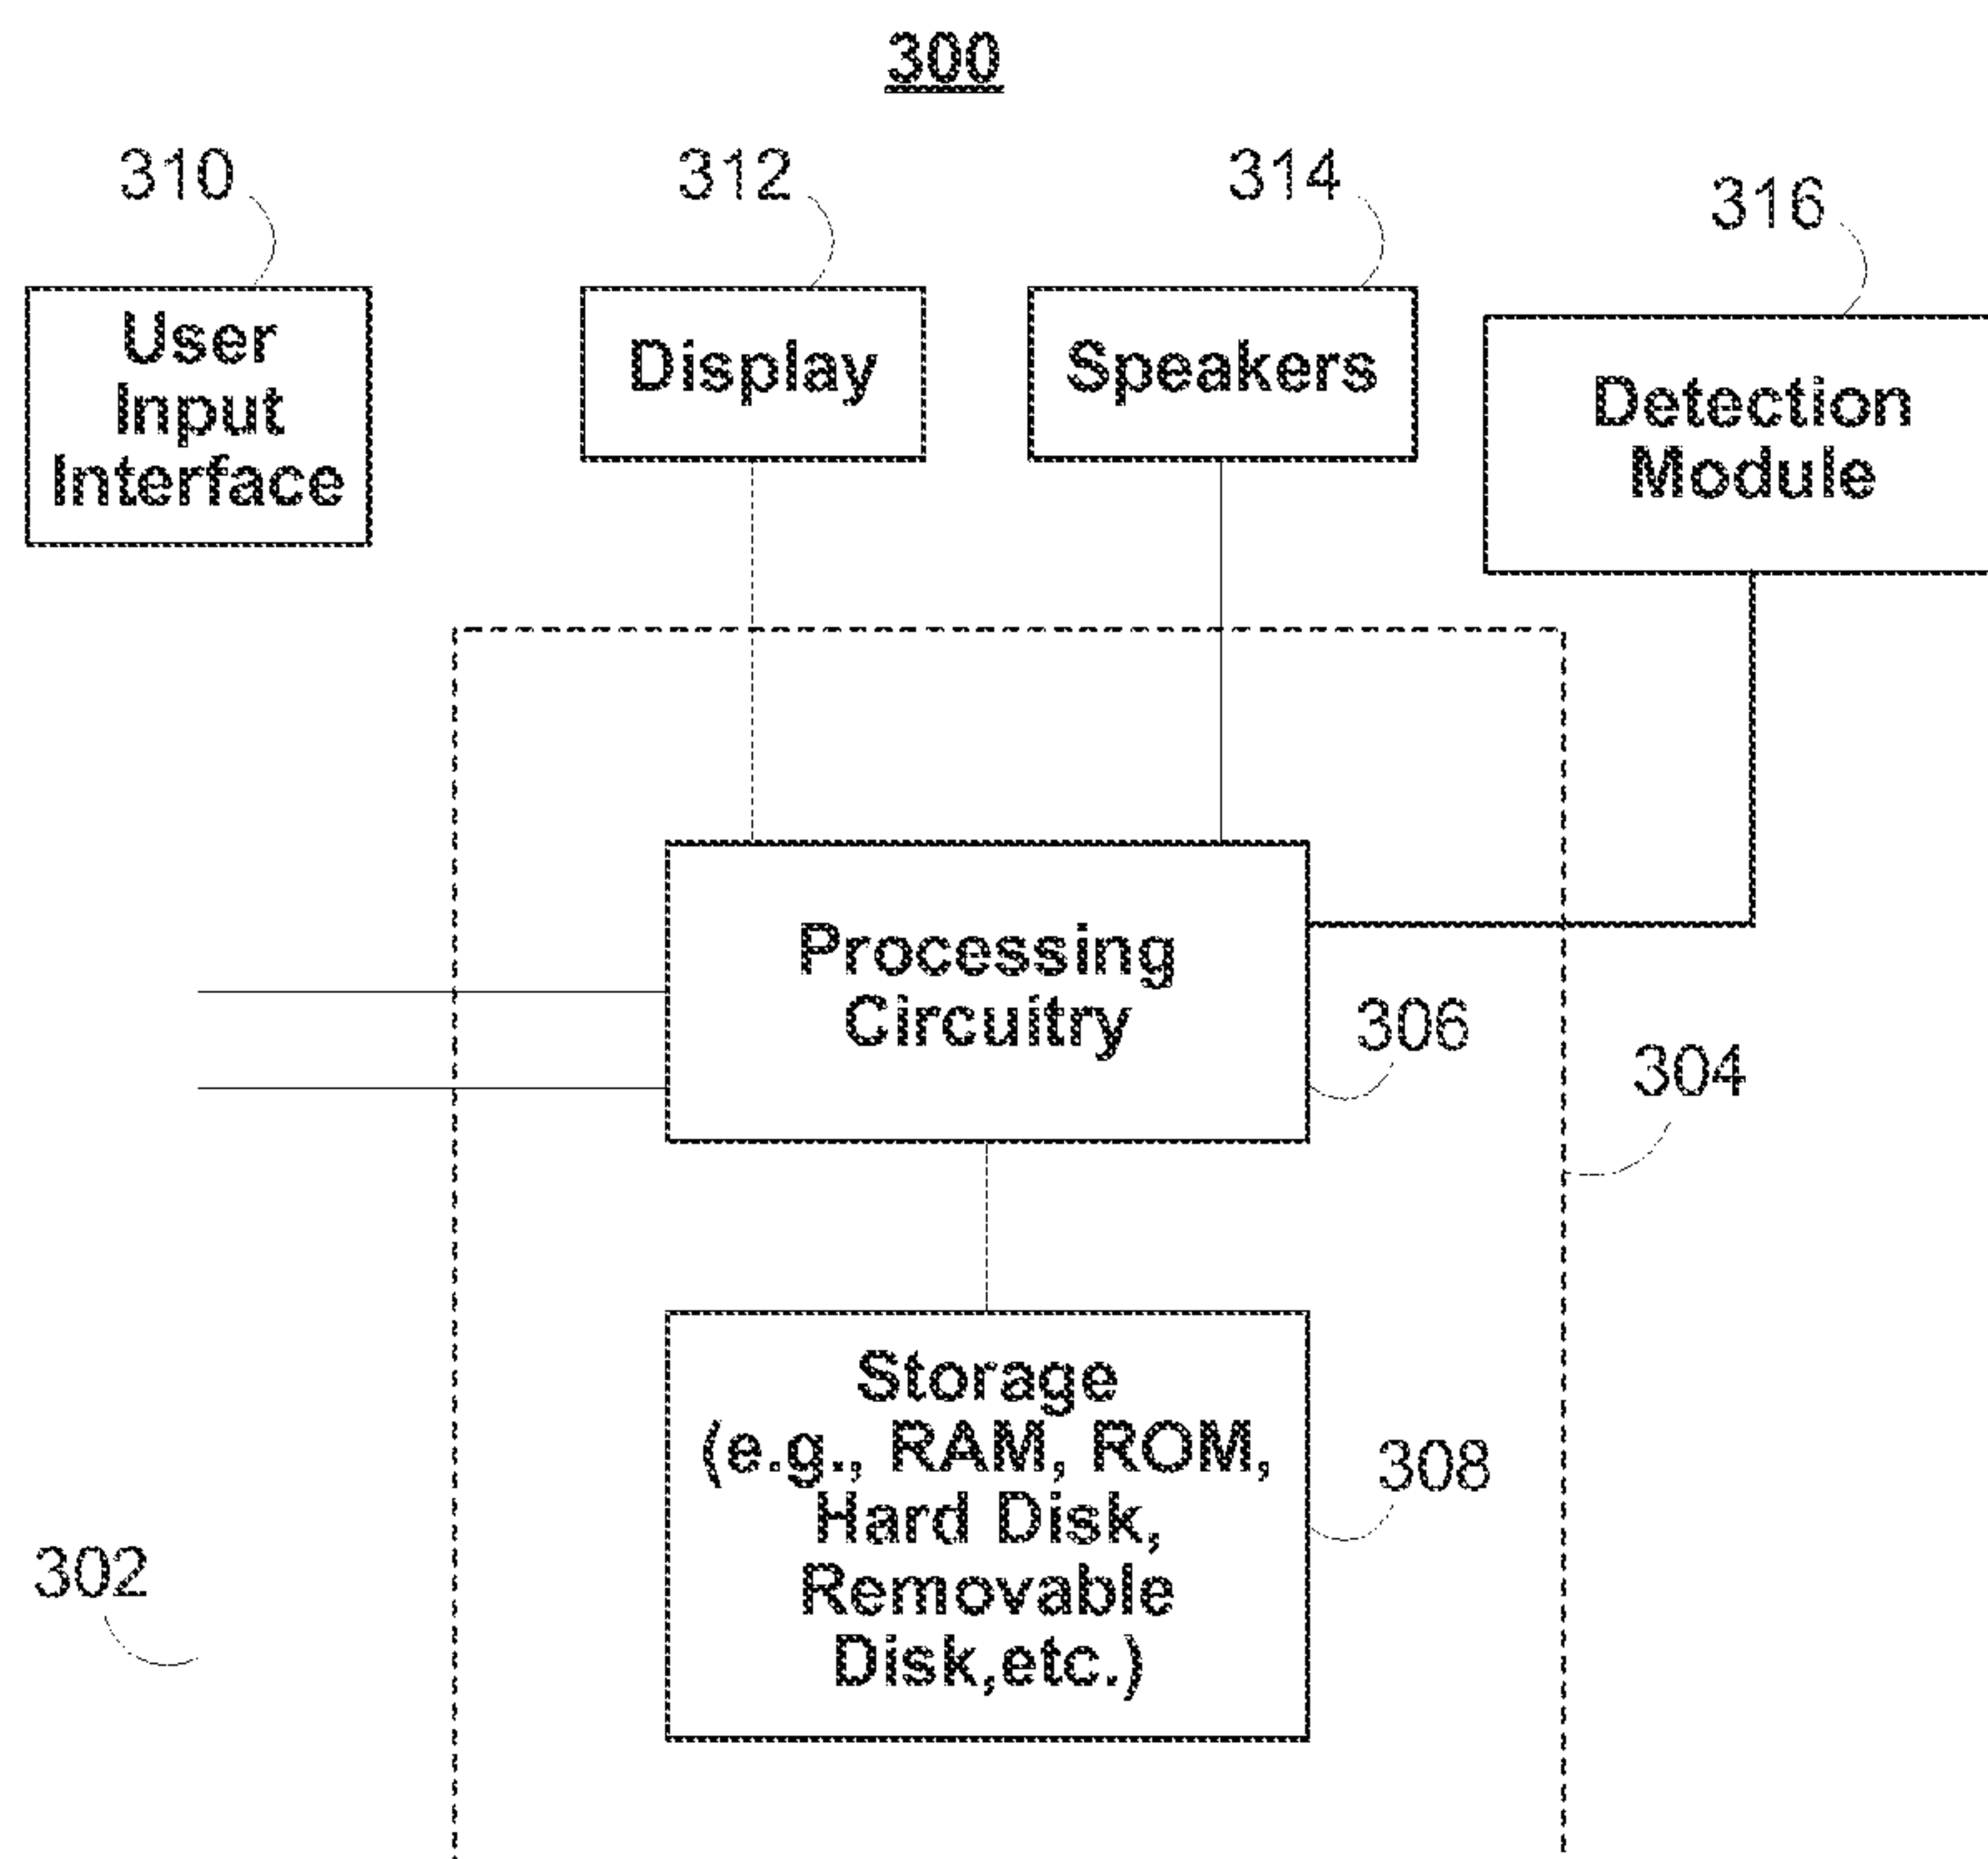 300
310
312
314
316
User
Input
Interface
Display
Speakers
Detection
Module
Processing
Circuitry
306
304
Storage
(e.g., RAM, ROM,
Hard Disk,
Removable
Disk,etc.)
308
302